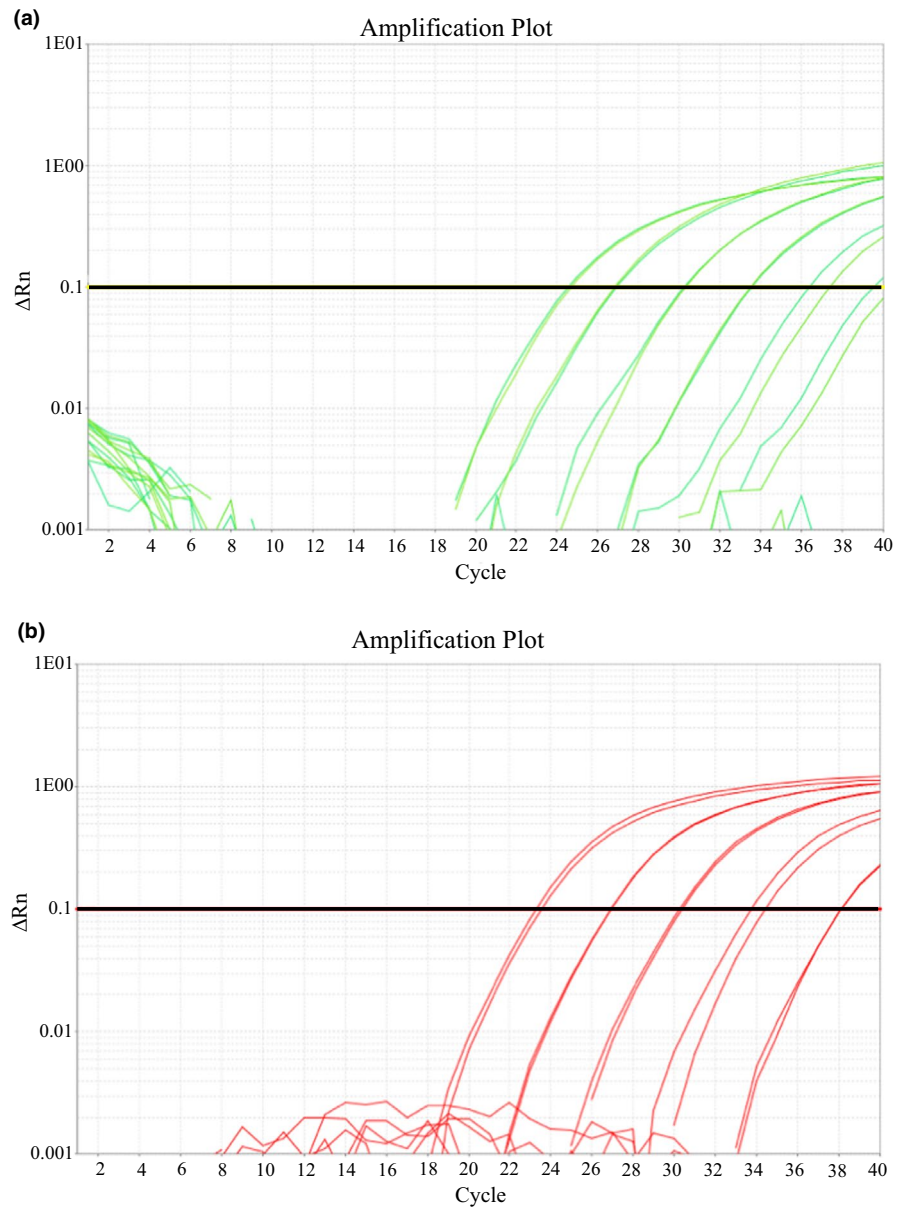 (a)
Amplification Plot
1E01
1E00
0.1
0.01
0.001
ΔRn
2 4 6 8 10 12 14 16 18 20 22 24 26 28 30 32 34 36 38 40
Cycle
(b)
Amplification Plot
1E01
1E00
0.1
0.01
0.001
ΔRn
2 4 6 8 10 12 14 16 18 20 22 24 26 28 30 32 34 36 38 40
Cycle